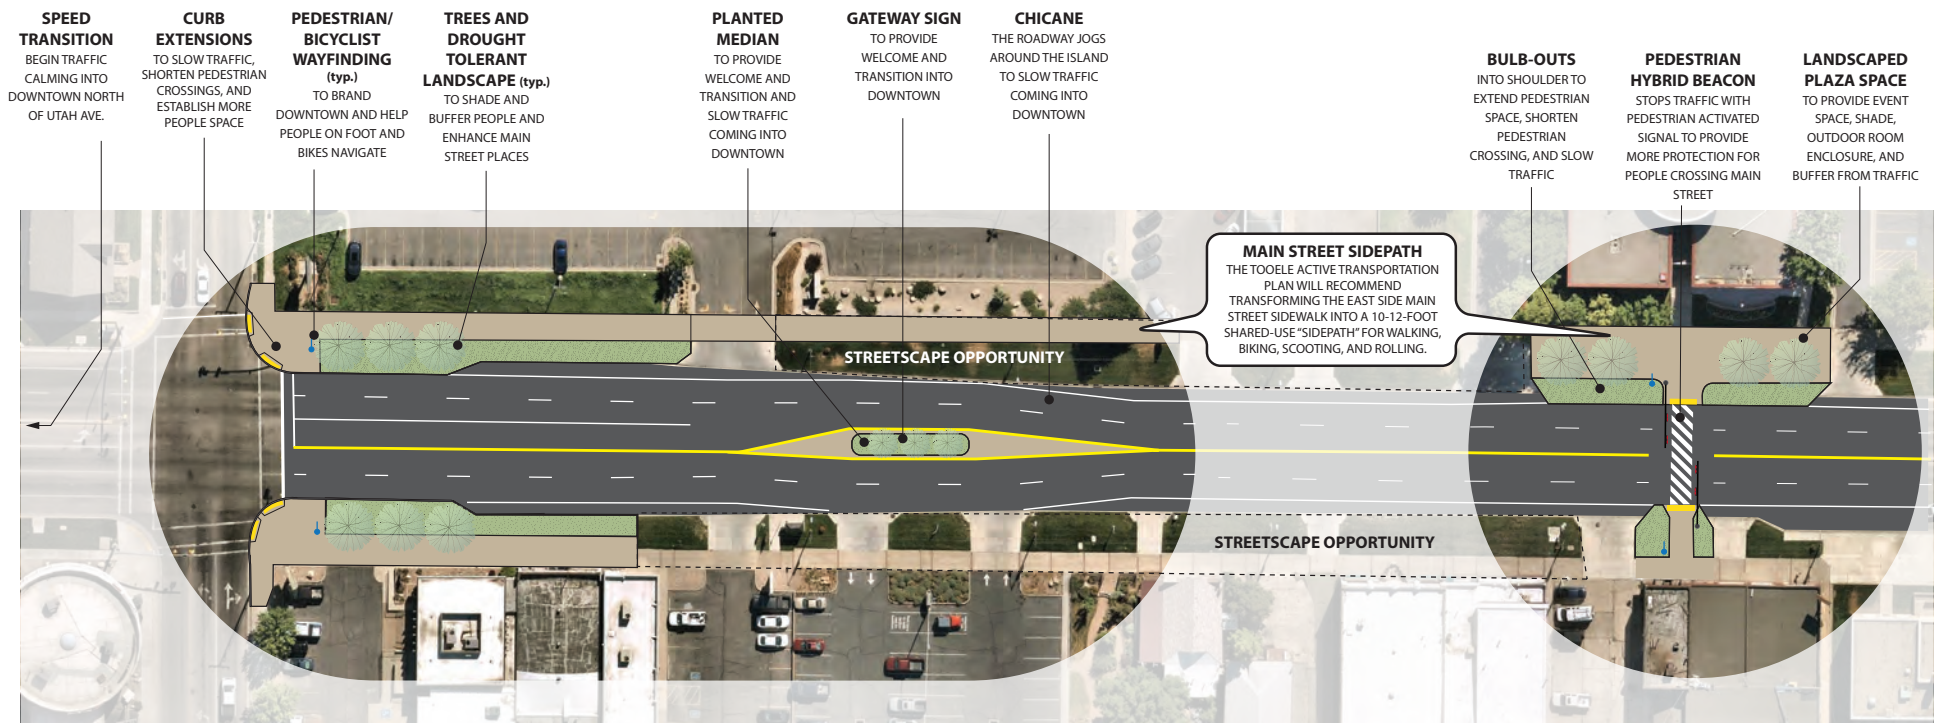 SPEED
TRANSITION
BEGIN TRAFFIC
CALMING INTO
DOWNTOWN NORTH
OF UTAH AVE.
CURB
EXTENSIONS
TO SLOW TRAFFIC,
SHORTEN PEDESTRIAN
CROSSINGS, AND
ESTABLISH MORE
PEOPLE SPACE
PEDESTRIAN/
BICYCLIST
WAYFINDING
(typ.)
TO BRAND
DOWNTOWN AND HELP
PEOPLE ON FOOT AND
BIKES NAVIGATE
TREES AND
DROUGHT
TOLERANT
LANDSCAPE (typ.)
TO SHADE AND
BUFFER PEOPLE AND
ENHANCE MAIN
STREET PLACES
PLANTED
MEDIAN
TO PROVIDE
WELCOME AND
TRANSITION AND
SLOW TRAFFIC
COMING INTO
DOWNTOWN
GATEWAY SIGN
TO PROVIDE
WELCOME AND
TRANSITION INTO
DOWNTOWN
CHICANE
THE ROADWAY JOGS
AROUND THE ISLAND
TO SLOW TRAFFIC
COMING INTO
DOWNTOWN
BULB-OUTS
INTO SHOULDER TO
EXTEND PEDESTRIAN
SPACE, SHORTEN
PEDESTRIAN
CROSSING, AND SLOW
TRAFFIC
PEDESTRIAN
HYBRID BEACON
STOPS TRAFFIC WITH
PEDESTRIAN ACTIVATED
SIGNAL TO PROVIDE
MORE PROTECTION FOR
PEOPLE CROSSING MAIN
STREET
LANDSCAPED
PLAZA SPACE
TO PROVIDE EVENT
SPACE, SHADE,
OUTDOOR ROOM
ENCLOSURE, AND
BUFFER FROM TRAFFIC
MAIN STREET SIDEPATH
THE TOOELE ACTIVE TRANSPORTATION
PLAN WILL RECOMMEND
TRANSFORMING THE EAST SIDE MAIN
STREET SIDEWALK INTO A 10-12-FOOT
SHARED-USE "SIDEPATH" FOR WALKING,
BIKING, SCOOTING, AND ROLLING.
STREETSCAPE OPPORTUNITY
STREETSCAPE OPPORTUNITY